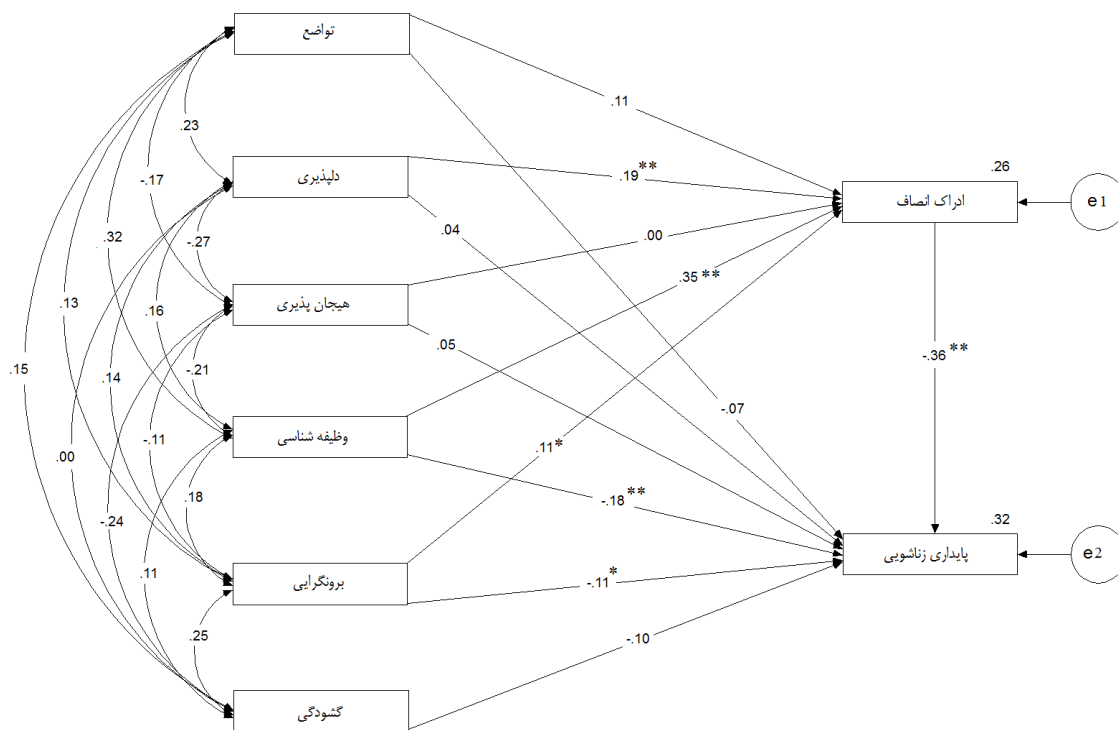 تواضع
.11
.23
دلپذیری
.19**
.26
-.17
ادراک انصاف
e1
.04
.32
-.27
.00
.35**
هیجان پذیری
.13
.16
.05
-.21
-.36**
.15
.14
-.07
.11*
وظیفه شناسی
-.11
.00
.18
-.18**
-.24
.32
پایداری زناشویی
e2
.11
برونگرایی
-.11*
.25
-.10
گشودگی